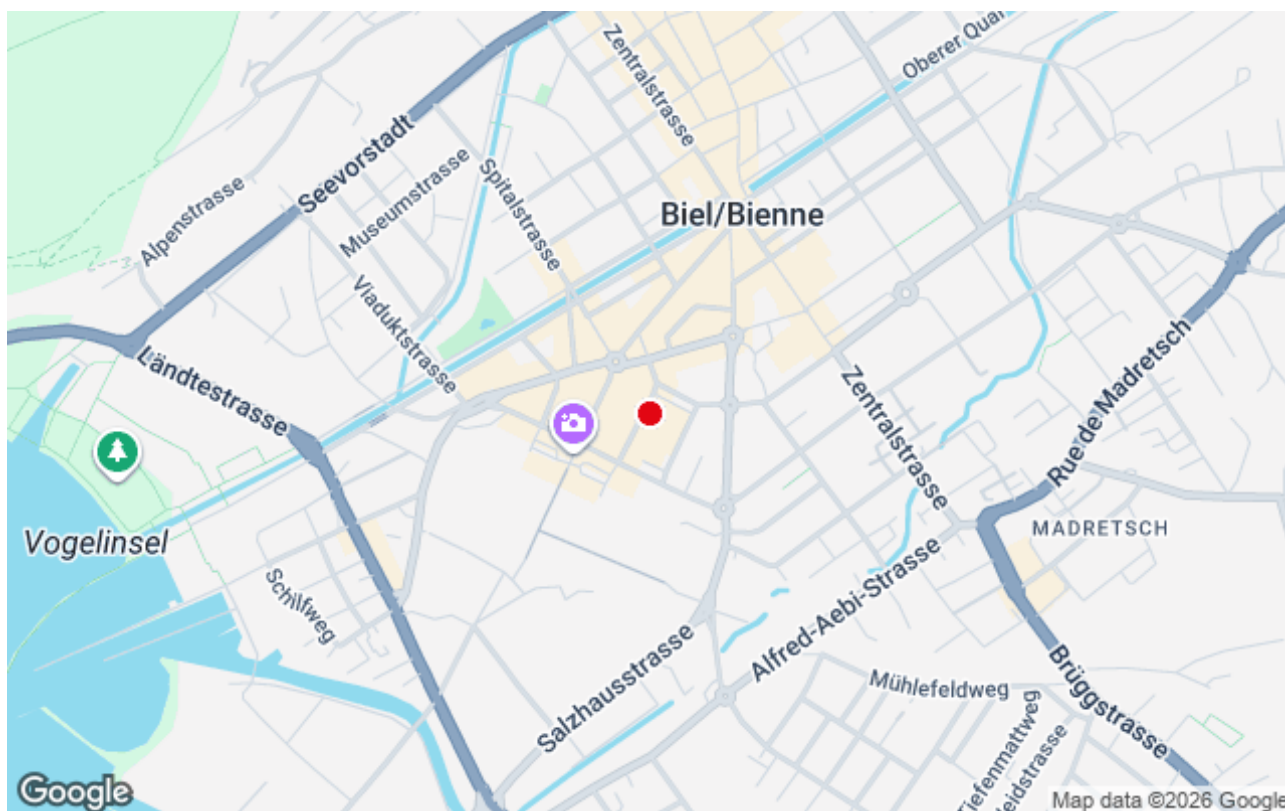 Zentralstrasse
Oberer Quai
Seevorstadt
Museumstrasse
Spitalstrasse
Alpenstrasse
Biel/Bienne
Viaduktstrasse
Ländtestrasse
Zentralstrasse
Rue de Madretsch
Vogelinsel
MADRETSCH
Schilfweg
Alfred-Aebi-Strasse
Salzhausstrasse
Mühlefeldweg
Brüggstrasse
Google
Map data ©2026 Google